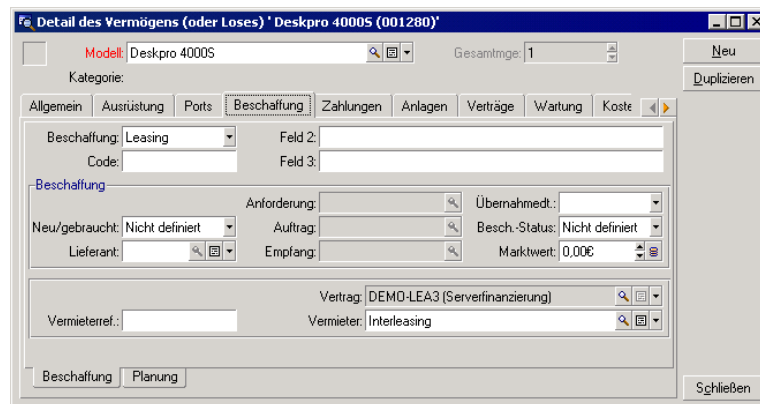 Detail des Vermögens (oder Loses) ' Deskpro 4000S (001280)'
Modell: Deskpro 4000S Gesamtmge: 1 Neu
Kategorie: Duplizieren
Allgemein Ausrüstung Ports Beschaffung Zahlungen Anlagen Verträge Wartung Koste
Beschaffung: Leasing Feld 2:
Code: Feld 3:
Beschaffung
Anforderung: Übernahmedt.:
Neu/gebraucht: Nicht definiert Auftrag: Besch.-Status: Nicht definiert
Lieferant: Empfang: Marktwert: 0,00€
Vertrag: DEMO-LEA3 (Serverfinanzierung)
Vermieterref.: Vermieter: Interleasing
Beschaffung Planung
Schließen